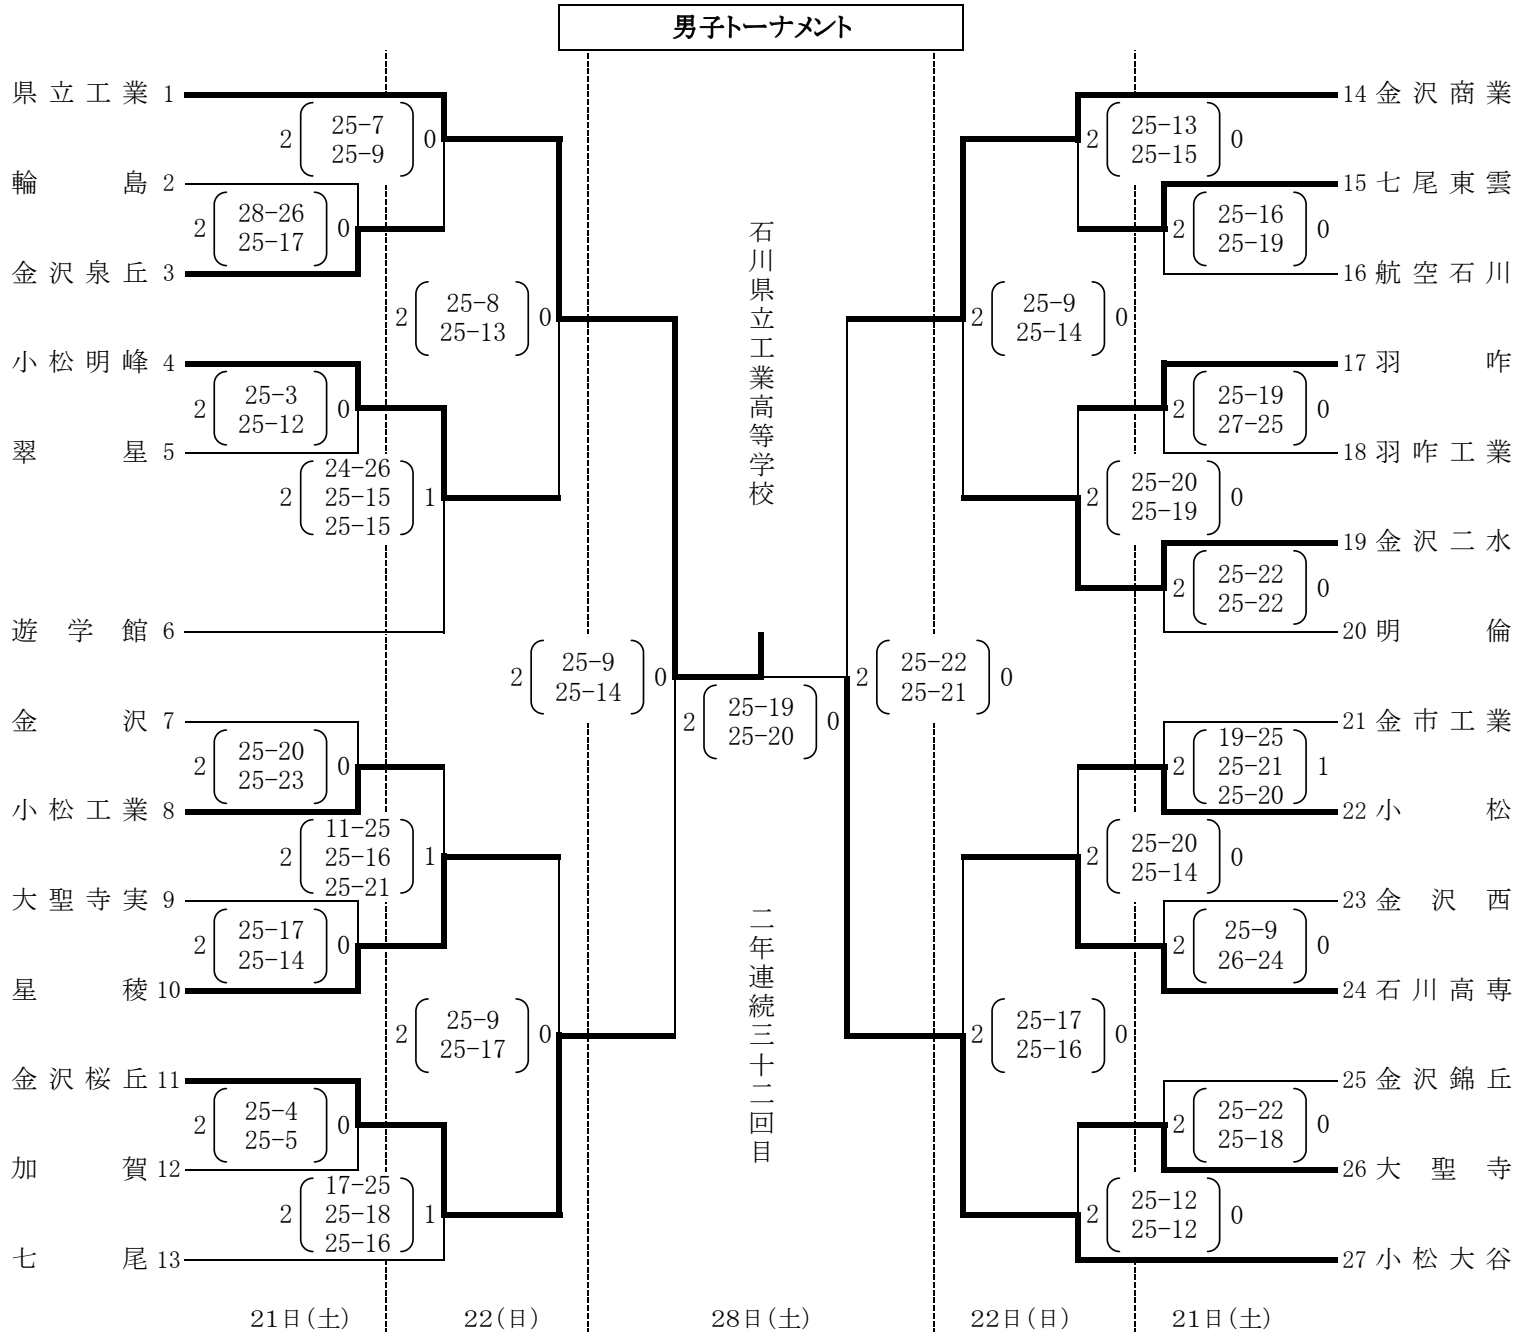 男子トーナメント
県立工業 1
2 25-7 0
25-9
輪島 2
2 28-26 0
25-17
金沢泉丘 3
2 25-8 0
25-13
小松明峰 4
2 25-3 0
25-12
翠星 5
24-26
2 25-15 1
25-15
遊学館 6
2 25-9 0
25-14
金沢 7
2 25-20 0
25-23
小松工業 8
11-25
2 25-16 1
25-21
大聖寺実 9
2 25-17 0
25-14
星稜 10
2 25-9 0
25-17
金沢桜丘 11
2 25-4 0
25-5
加賀 12
17-25
2 25-18 1
25-16
七尾 13
石川県立工業高等学校
2 25-19 0
25-20
二年連続三十二回目
14 金沢商業
2 25-13 0
25-15
15 七尾東雲
2 25-16 0
25-19
16 航空石川
2 25-9 0
25-14
17 羽咋
2 25-19 0
27-25
18 羽咋工業
2 25-20 0
25-19
19 金沢二水
2 25-22 0
25-22
20 明倫
2 25-22 0
25-21
21 金市工業
19-25
2 25-21 1
25-20
22 小松
2 25-20 0
25-14
23 金沢西
2 25-9 0
26-24
24 石川高専
2 25-17 0
25-16
25 金沢錦丘
2 25-22 0
25-18
26 大聖寺
2 25-12 0
25-12
27 小松大谷
21日(土) 22(日) 28日(土) 22日(日) 21日(土)